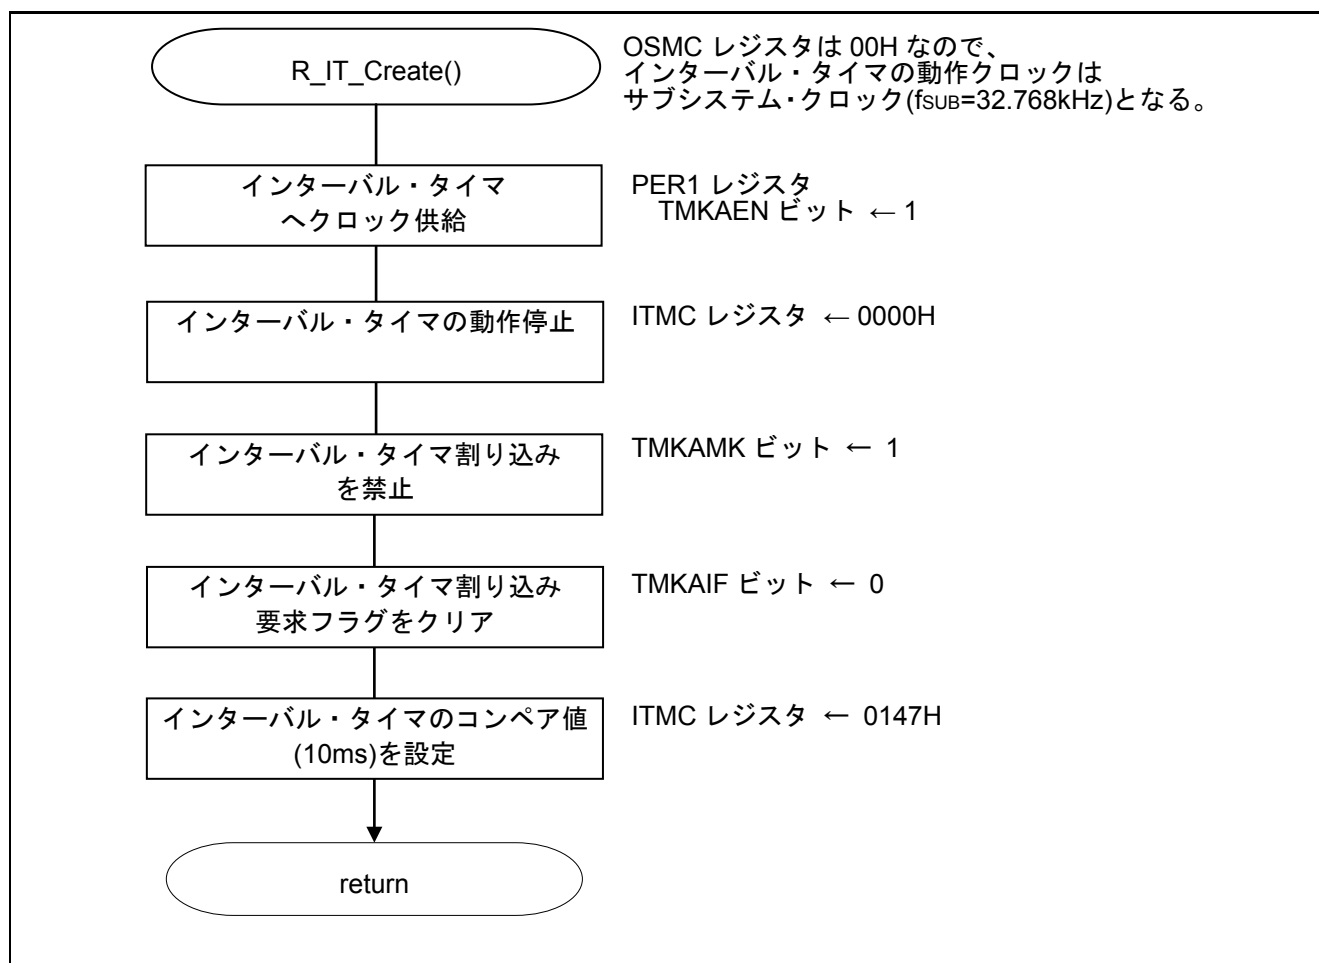 R_IT_Create()
OSMC レジスタは 00H なので、
インターバル・タイマの動作クロックは
サブシステム・クロック(fSUB=32.768kHz)となる。
インターバル・タイマ
へクロック供給
PER1 レジスタ
TMKAEN ビット ← 1
インターバル・タイマの動作停止
ITMC レジスタ ← 0000H
インターバル・タイマ割り込み
を禁止
TMKAMK ビット ← 1
インターバル・タイマ割り込み
要求フラグをクリア
TMKAIF ビット ← 0
インターバル・タイマのコンペア値
(10ms)を設定
ITMC レジスタ ← 0147H
return